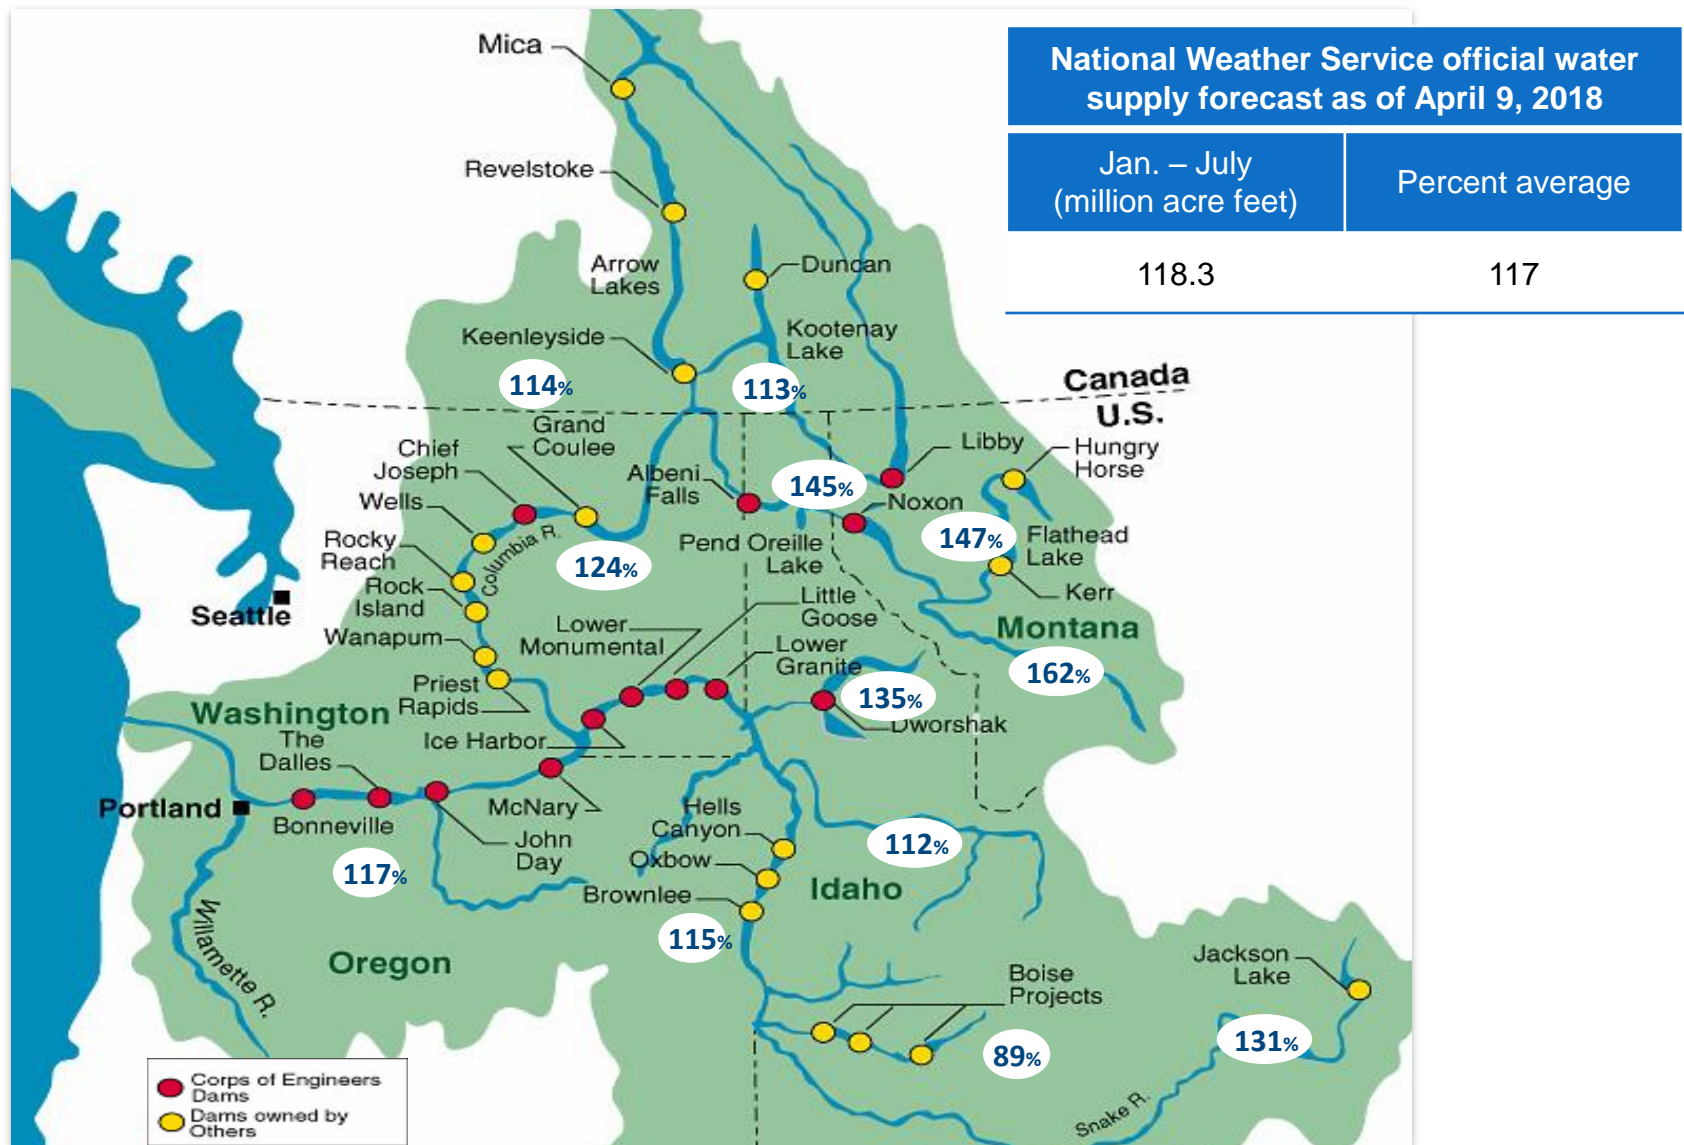 National Weather Service official water
supply forecast as of April 9, 2018
Jan. – July
(million acre feet)
Percent average
118.3
117
Mica
Revelstoke
Arrow
Lakes
Duncan
Keenleyside
Kootenay
Lake
114%
113%
Canada
U.S.
Grand
Coulee
Chief
Joseph
Libby
Hungry
Horse
Albeni
Falls
145%
Wells
Noxon
Columbia R.
Rocky
Reach
147%
Flathead
Lake
Pend Oreille
Lake
124%
Rock
Island
Kerr
Seattle
Little
Goose
Wanapum
Lower
Monumental
Montana
Lower
Granite
162%
Priest
Rapids
135%
Washington
Dworshak
Ice Harbor
The
Dalles
Portland
McNary
Hells
Canyon
Bonneville
John
Day
112%
117%
Oxbow
Idaho
Brownlee
Willamette R.
115%
Oregon
Jackson
Lake
Boise
Projects
131%
89%
Snake R.
Corps of Engineers
Dams
Dams owned by
Others